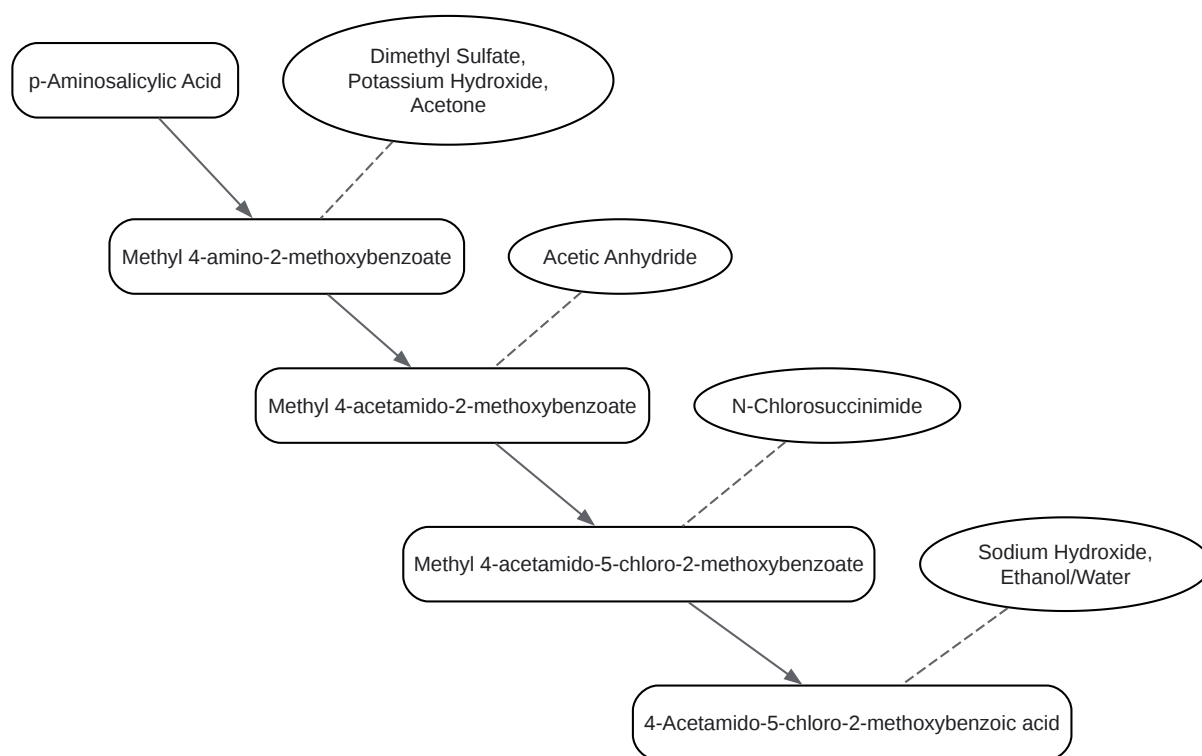 p-Aminosalicylic Acid
Dimethyl Sulfate,
Potassium Hydroxide,
Acetone
Methyl 4-amino-2-methoxybenzoate
Acetic Anhydride
Methyl 4-acetamido-2-methoxybenzoate
N-Chlorosuccinimide
Methyl 4-acetamido-5-chloro-2-methoxybenzoate
Sodium Hydroxide,
Ethanol/Water
4-Acetamido-5-chloro-2-methoxybenzoic acid